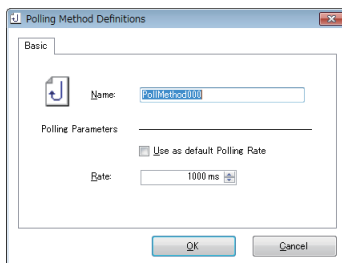 Polling Method Definitions
Basic
Name: PollMethod000
Polling Parameters
Use as default Polling Rate
Rate: 1000 ms
OK Cancel